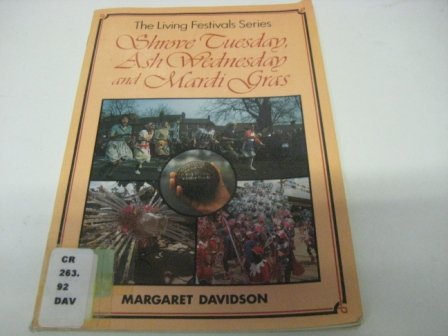 The Living Festivals Series
Shrove Tuesday,
Ash Wednesday
and Mardi Gras
CR
263.
92
DAV
MARGARET DAVIDSON